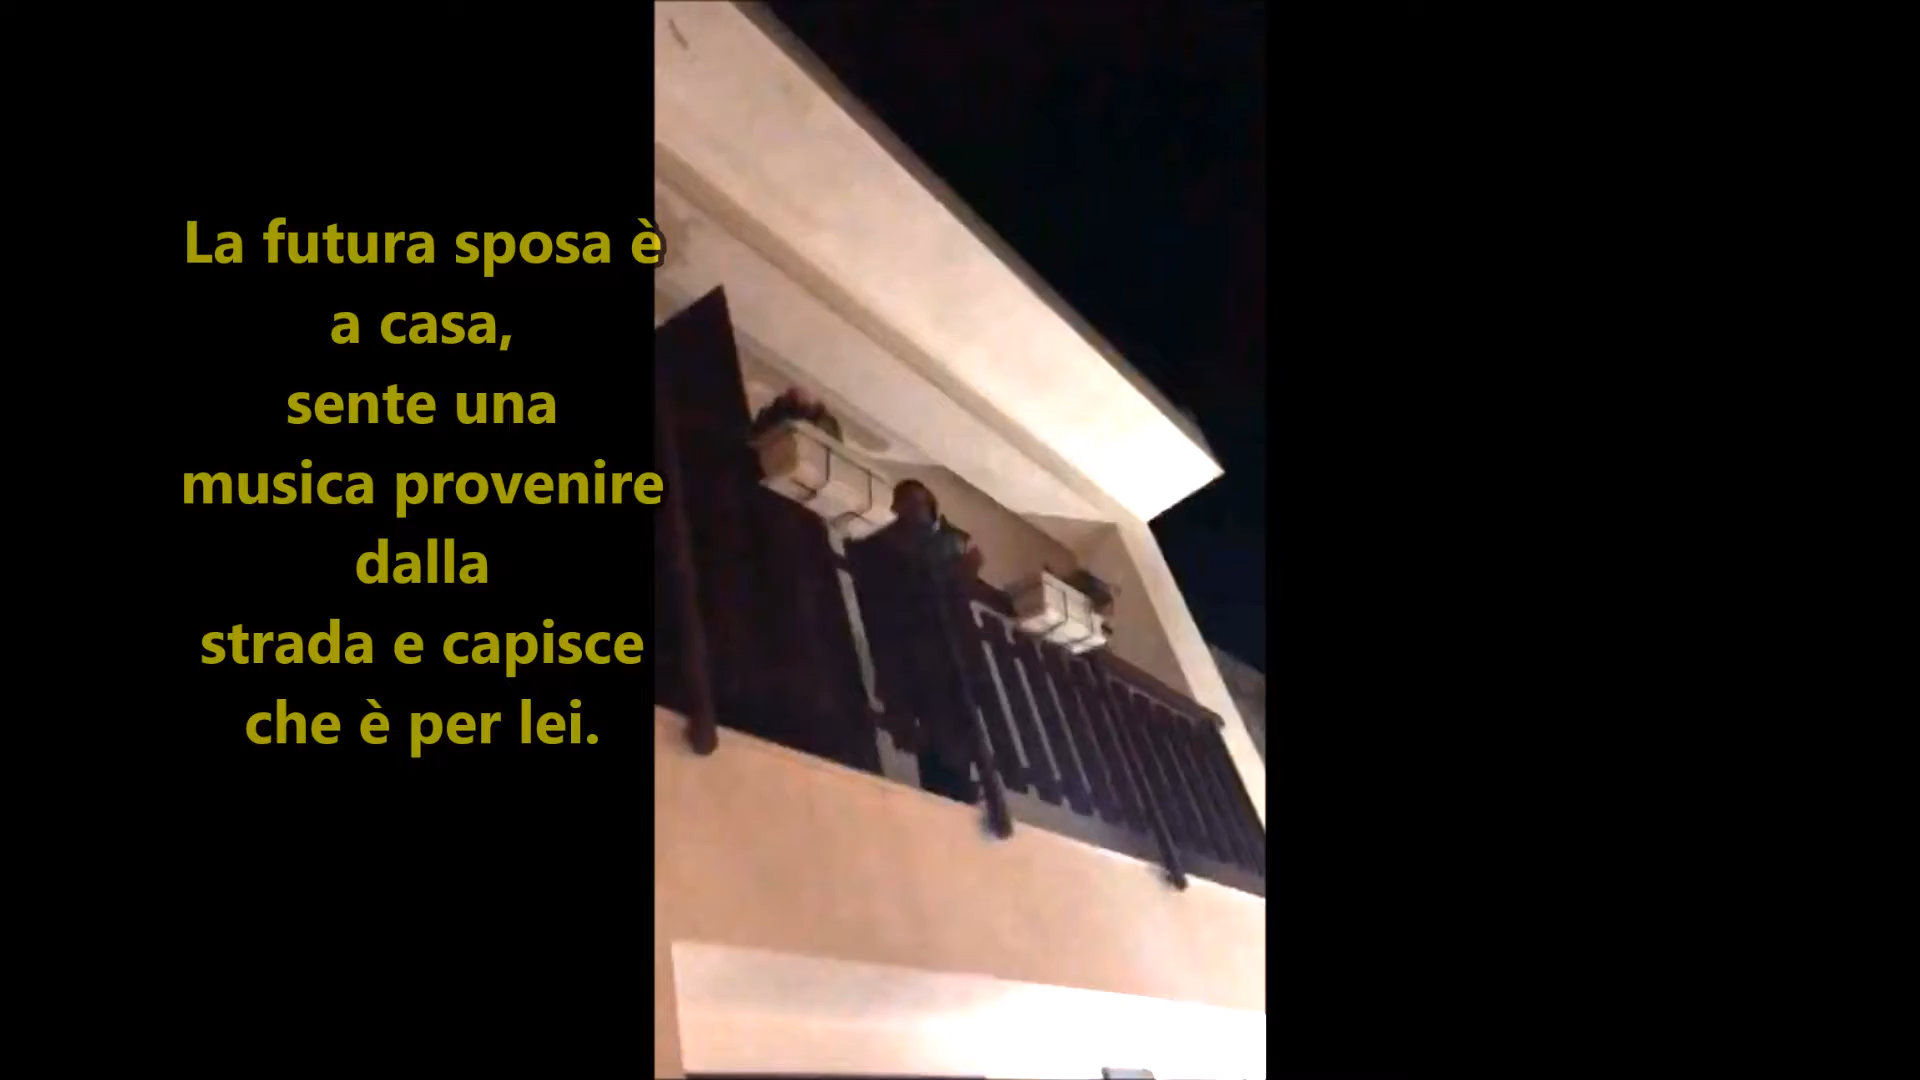 La futura sposa è
a casa,
sente una
musica provenire
dalla
strada e capisce
che è per lei.